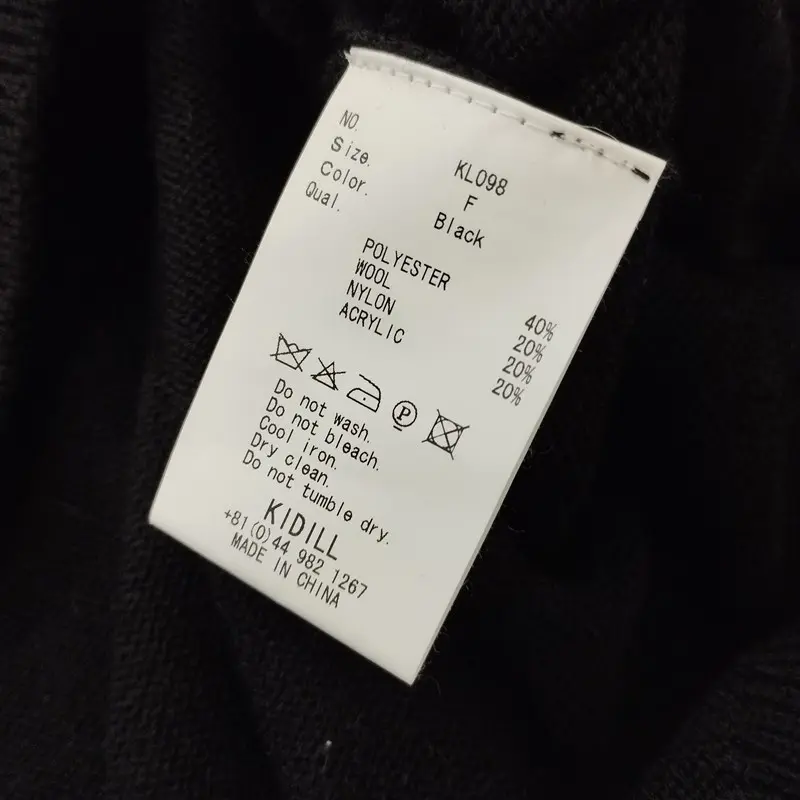 NO. KL098
Size. F
Color. Black
Qual.
POLYESTER 40%
WOOL 20%
NYLON 20%
ACRYLIC 20%
P
Do not wash.
Do not bleach.
Cool iron.
Dry clean.
Do not tumble dry.
KIDILL
+81(0)44 982 1267
MADE IN CHINA